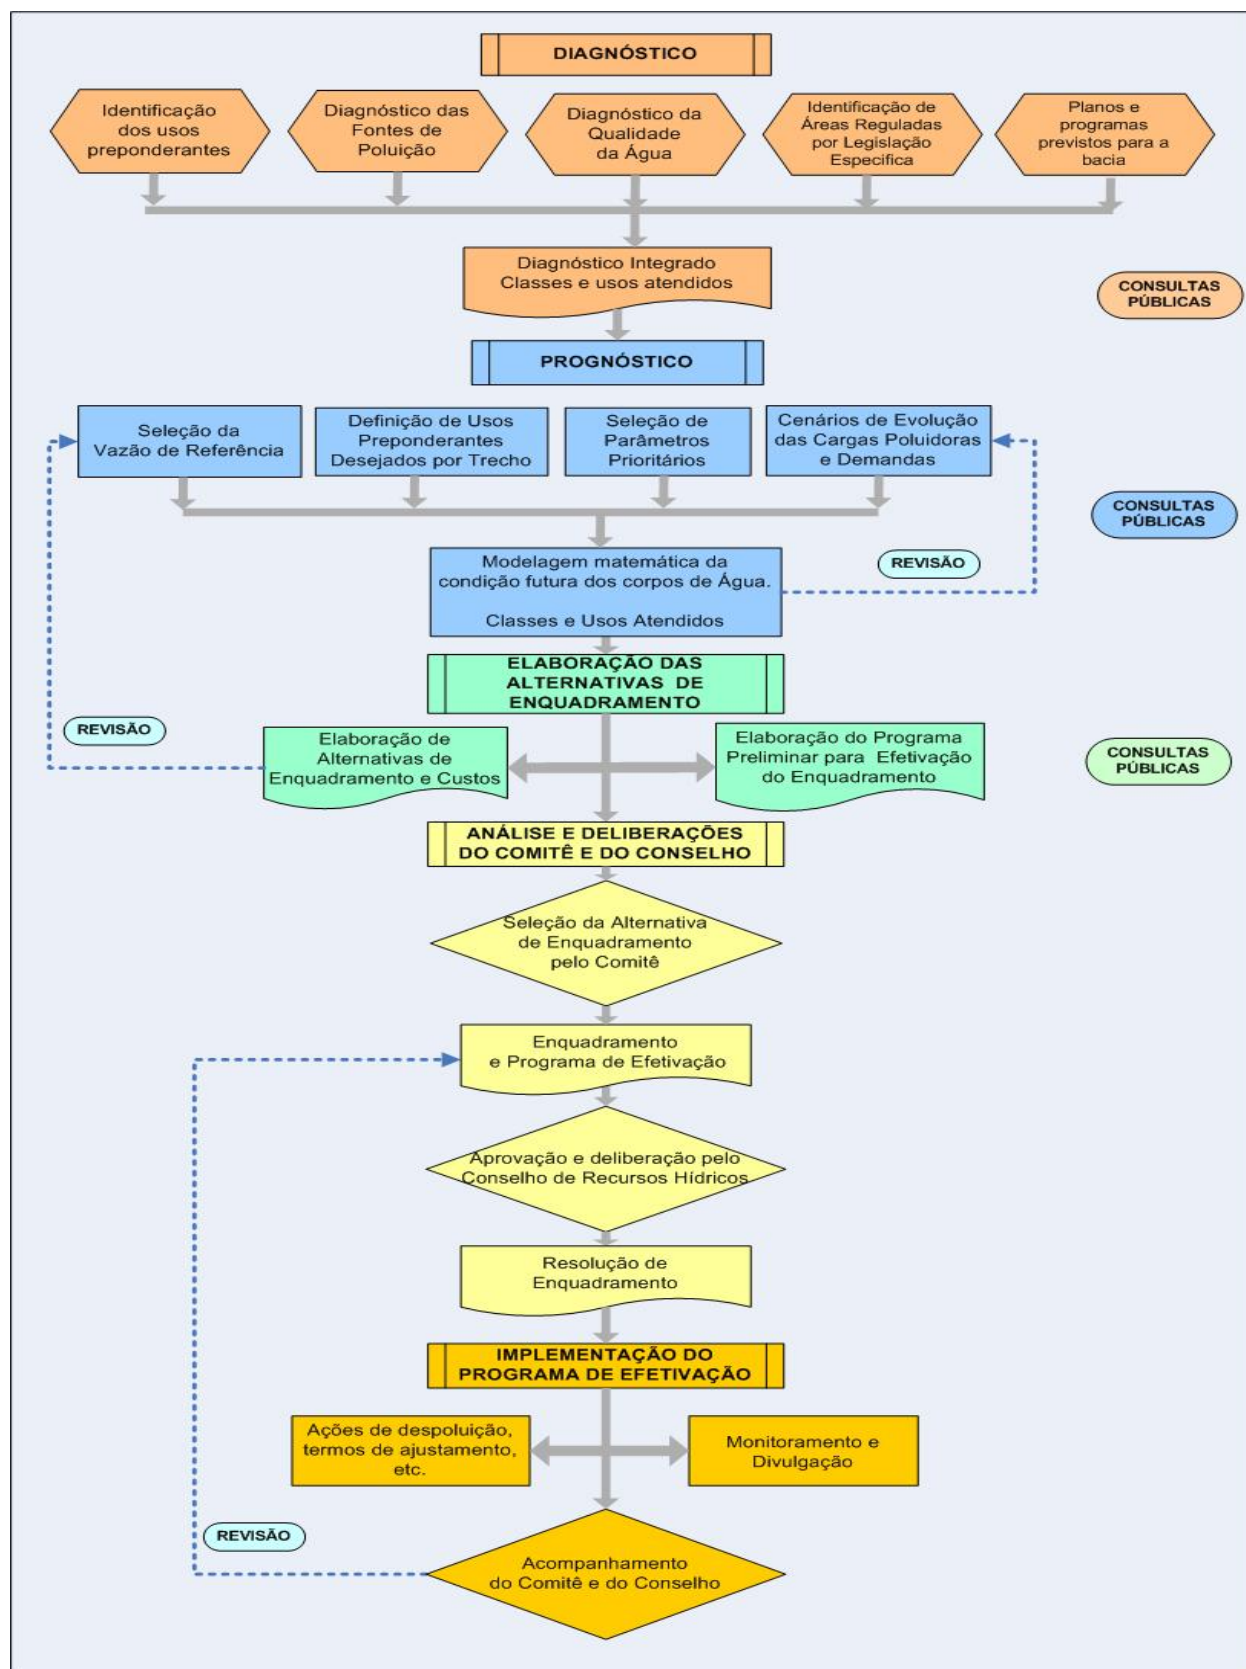 DIAGNÓSTICO
Identificação
dos usos
preponderantes
Diagnóstico das
Fontes de
Poluição
Diagnóstico da
Qualidade
da Água
Identificação de
Áreas Reguladas
por Legislação
Especifica
Planos e
programas
previstos para a
bacia
Diagnóstico Integrado
Classes e usos atendidos
CONSULTAS
PÚBLICAS
PROGNÓSTICO
Seleção da
Vazão de Referência
Definição de Usos
Preponderantes
Desejados por Trecho
Seleção de
Parâmetros
Prioritários
Cenários de Evolução
das Cargas Poluidoras
e Demandas
CONSULTAS
PÚBLICAS
Modelagem matemática da
condição futura dos corpos de Água.
Classes e Usos Atendidos
REVISÃO
ELABORAÇÃO DAS
ALTERNATIVAS DE
ENQUADRAMENTO
REVISÃO
Elaboração de
Alternativas de
Enquadramento e Custos
Elaboração do Programa
Preliminar para Efetivação
do Enquadramento
CONSULTAS
PÚBLICAS
ANÁLISE E DELIBERAÇÕES
DO COMITÊ E DO CONSELHO
Seleção da Alternativa
de Enquadramento
pelo Comitê
Enquadramento
e Programa de Efetivação
Aprovação e deliberação pelo
Conselho de Recursos Hídricos
Resolução de
Enquadramento
IMPLEMENTAÇÃO DO
PROGRAMA DE EFETIVAÇÃO
Ações de despoluição,
termos de ajustamento,
etc.
Monitoramento e
Divulgação
REVISÃO
Acompanhamento
do Comitê e do Conselho